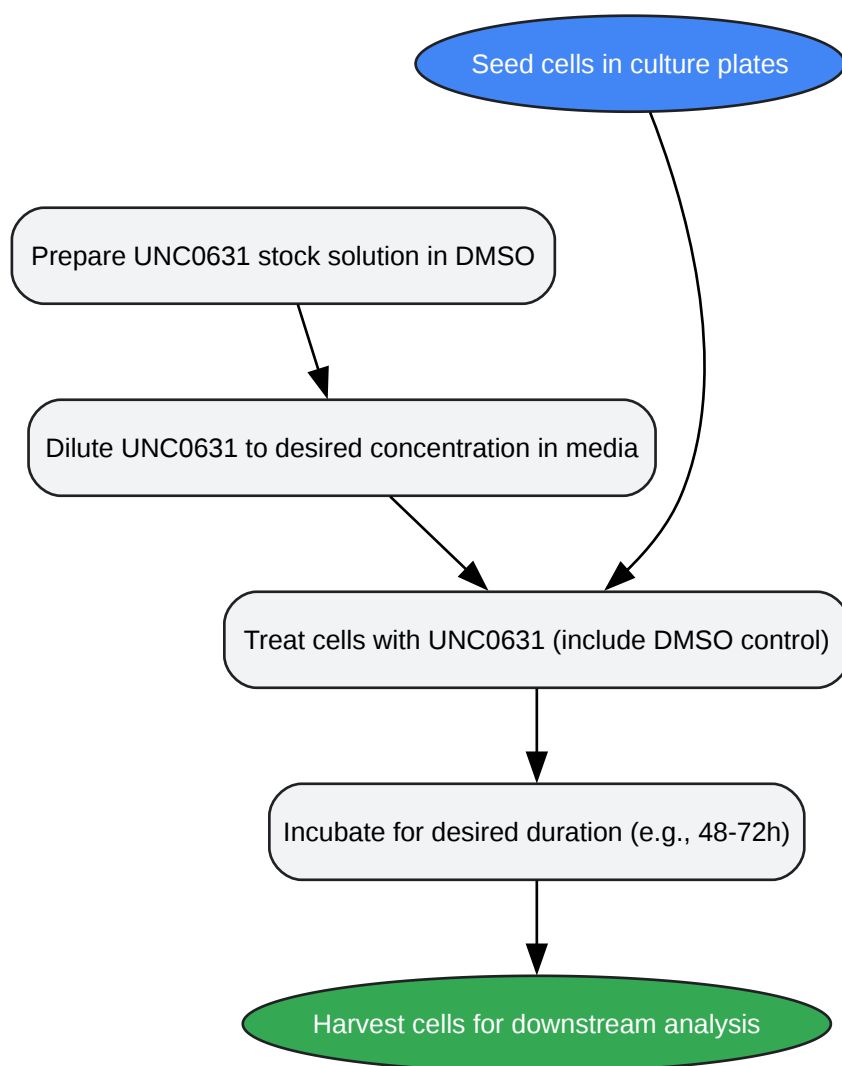 Seed cells in culture plates
Prepare UNC0631 stock solution in DMSO
Dilute UNC0631 to desired concentration in media
Treat cells with UNC0631 (include DMSO control)
Incubate for desired duration (e.g., 48-72h)
Harvest cells for downstream analysis